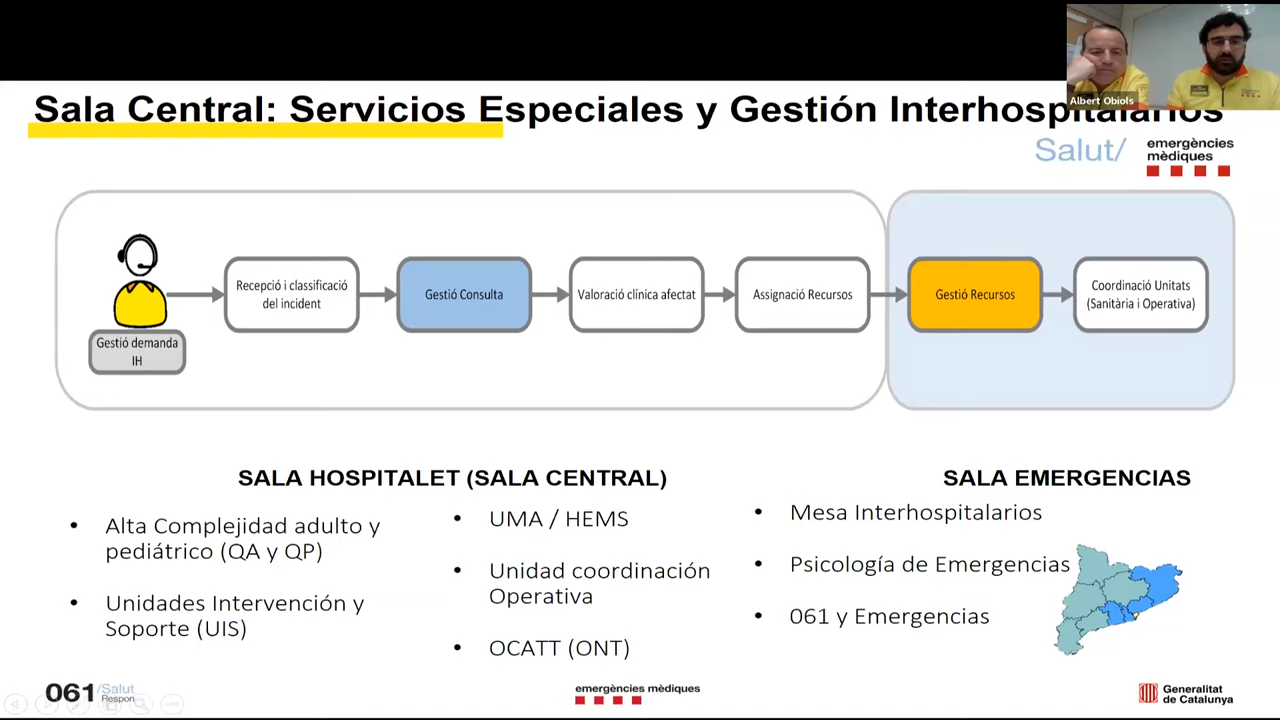 Albert Obiols
Sala Central: Servicios Especiales y Gestión Interhospitalarios
Salut/
emergències
mèdiques
Gestió demanda
IH
Recepció i classificació
del incident
Gestió Consulta
Valoració clínica afectat
Assignació Recursos
Gestió Recursos
Coordinació Unitats
(Sanitària i Operativa)
SALA HOSPITALET (SALA CENTRAL)
• Alta Complejidad adulto y
pediátrico (QA y QP)
• Unidades Intervención y
Soporte (UIS)
• UMA / HEMS
• Unidad coordinación
Operativa
• OCATT (ONT)
SALA EMERGENCIAS
• Mesa Interhospitalarios
• Psicología de Emergencias
• 061 y Emergencias
061/Salut
Respon
emergències mèdiques
Generalitat
de Catalunya